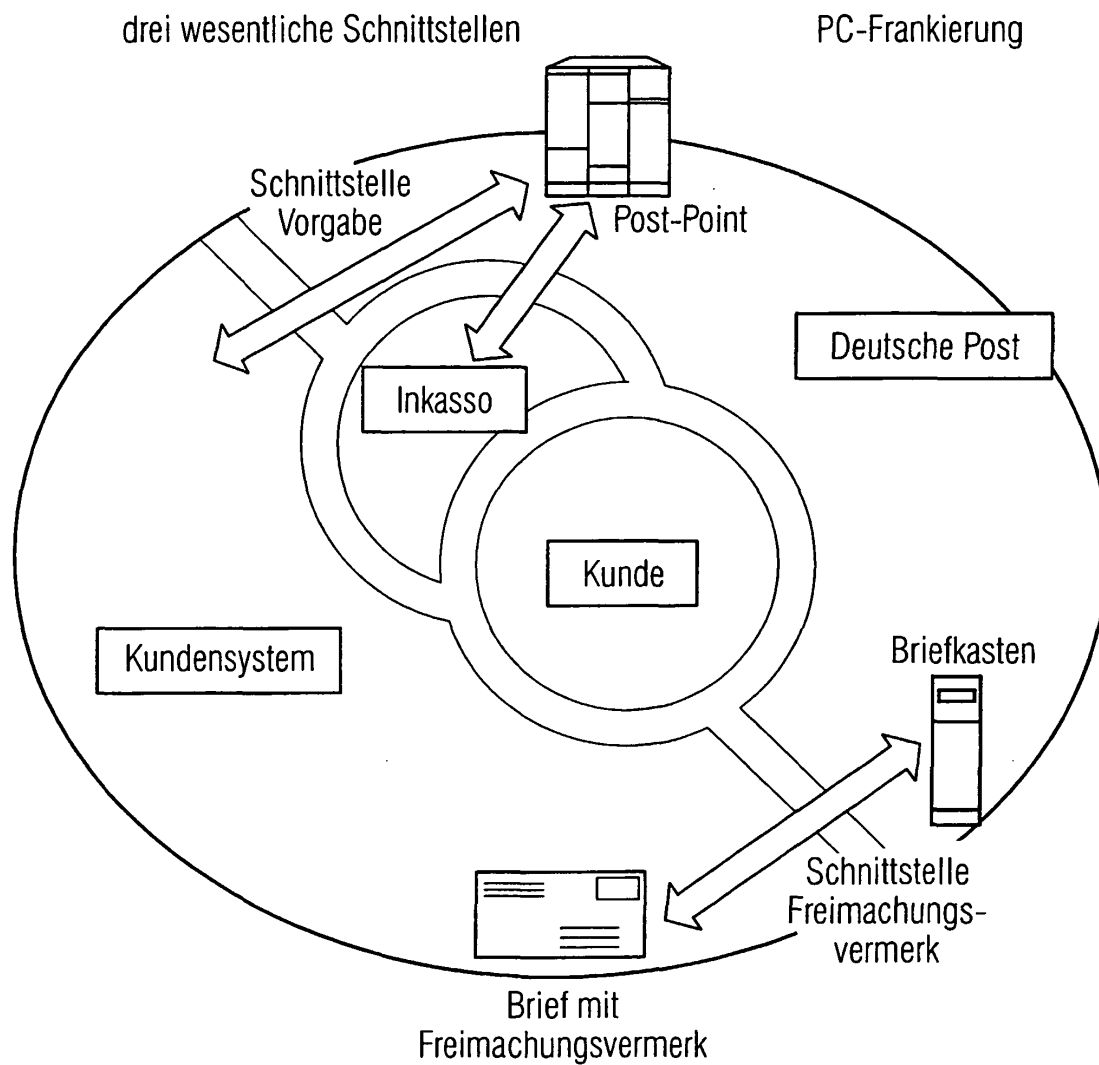 drei wesentliche Schnittstellen
PC-Frankierung
Schnittstelle
Vorgabe
Post-Point
Deutsche Post
Inkasso
Kunde
Kundensystem
Briefkasten
Schnittstelle
Freimachungs-
vermerk
Brief mit
Freimachungsvermerk